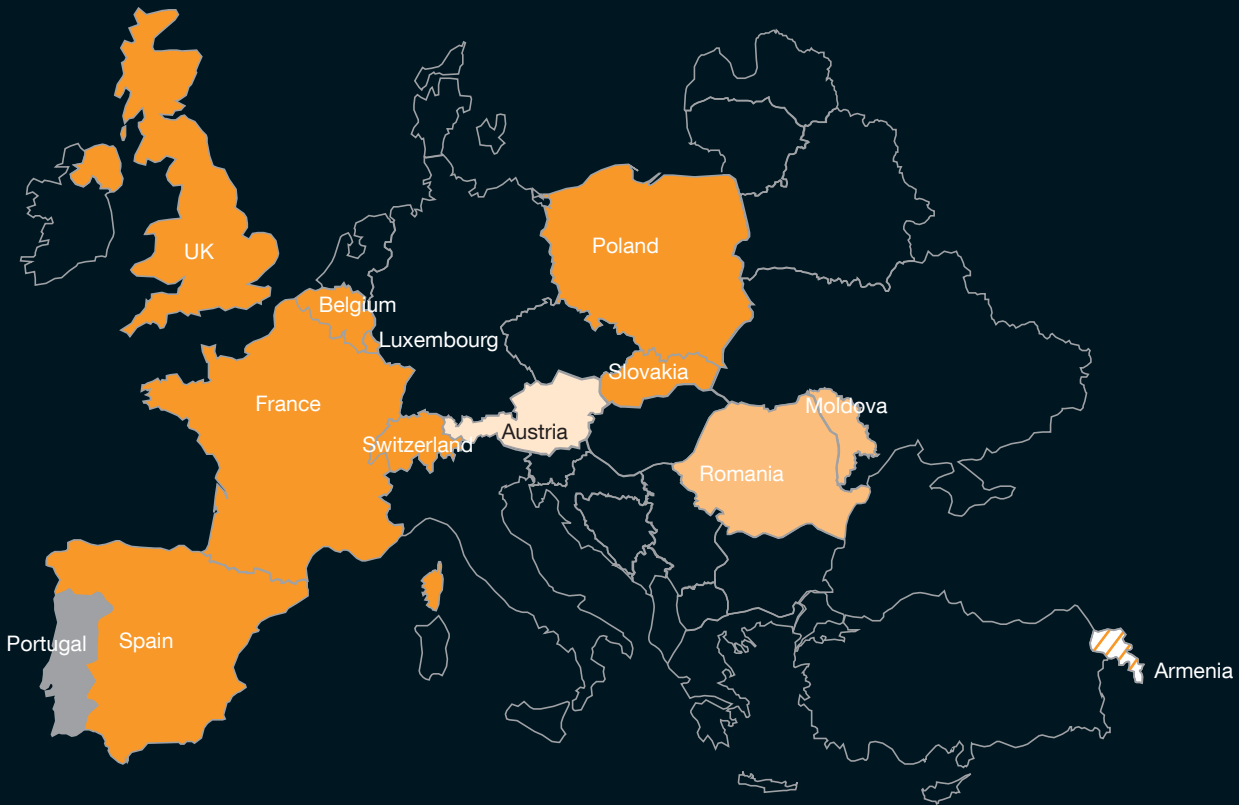 UK
Poland
Belgium
Luxembourg
Slovakia
France
Moldova
Austria
Switzerland
Romania
Portugal
Spain
Armenia